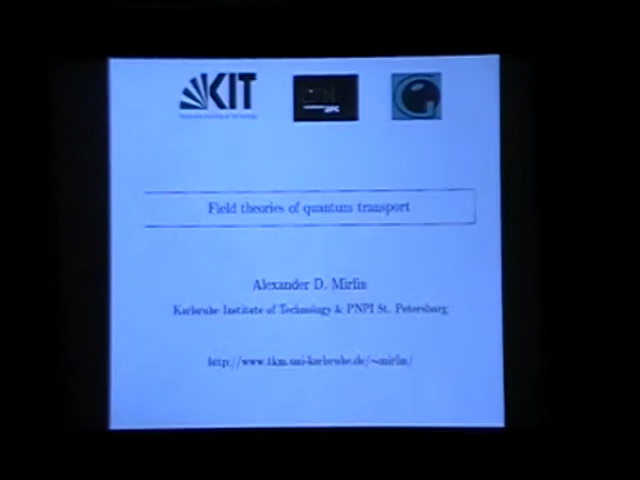 KIT
Field theories of quantum transport
Alexander D. Mirlin
Karlsruhe Institute of Technology & PNPI St. Petersburg
http://www.tkm.uni-karlsruhe.de/~mirlin/